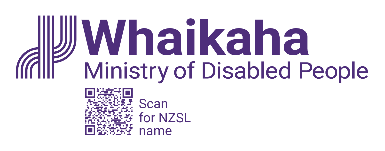 Whaikaha
Ministry of Disabled People
Scan
for NZSL
name